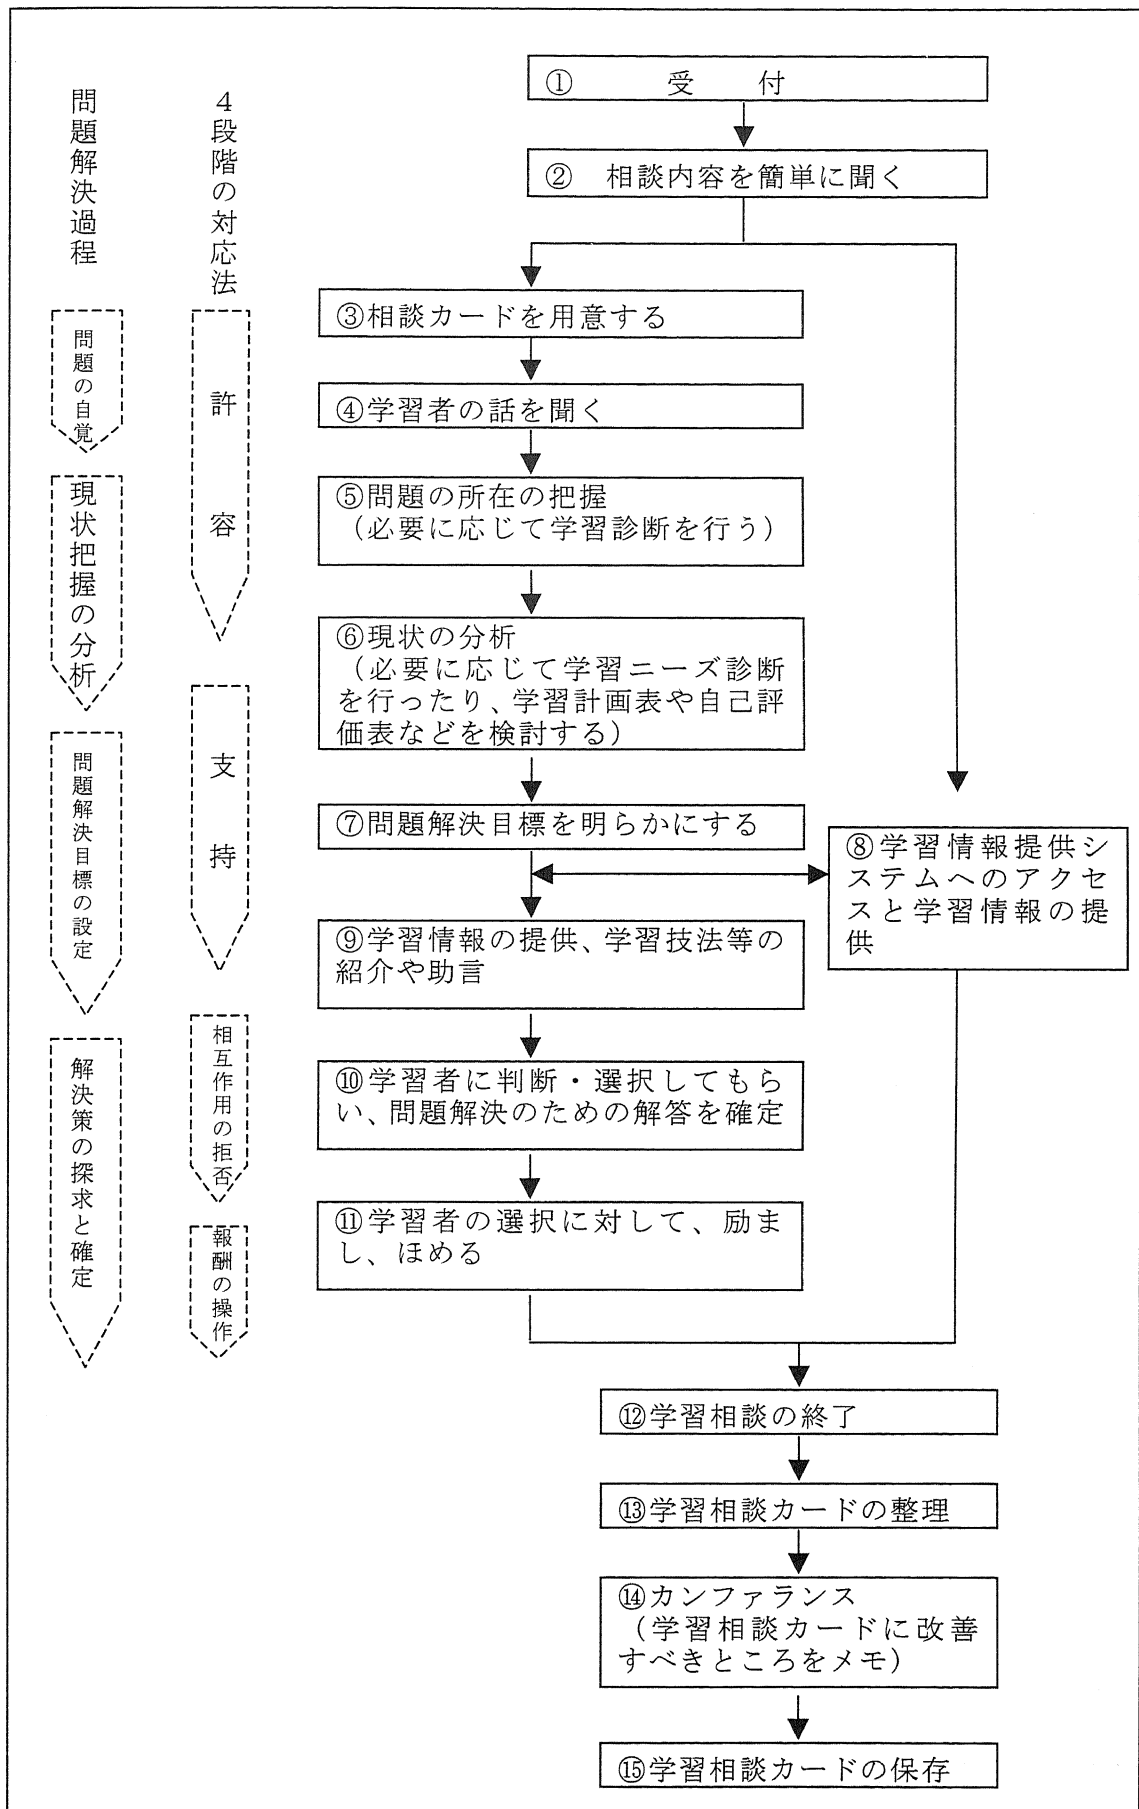 問題解決過程
4段階の対応法
問題の自覚
現状把握の分析
問題解決目標の設定
解決策の探求と確定
許容
支持
相互作用の拒否
報酬の操作
① 受付
② 相談内容を簡単に聞く
③相談カードを用意する
④学習者の話を聞く
⑤問題の所在の把握
（必要に応じて学習診断を行う）
⑥現状の分析
（必要に応じて学習ニーズ診断
を行ったり、学習計画表や自己評
価表などを検討する）
⑦問題解決目標を明らかにする
⑧学習情報提供シ
ステムへのアクセ
スと学習情報の提
供
⑨学習情報の提供、学習技法等の
紹介や助言
⑩学習者に判断・選択してもら
い、問題解決のための解答を確定
⑪学習者の選択に対して、励ま
し、ほめる
⑫学習相談の終了
⑬学習相談カードの整理
⑭カンファランス
（学習相談カードに改善
すべきところをメモ）
⑮学習相談カードの保存